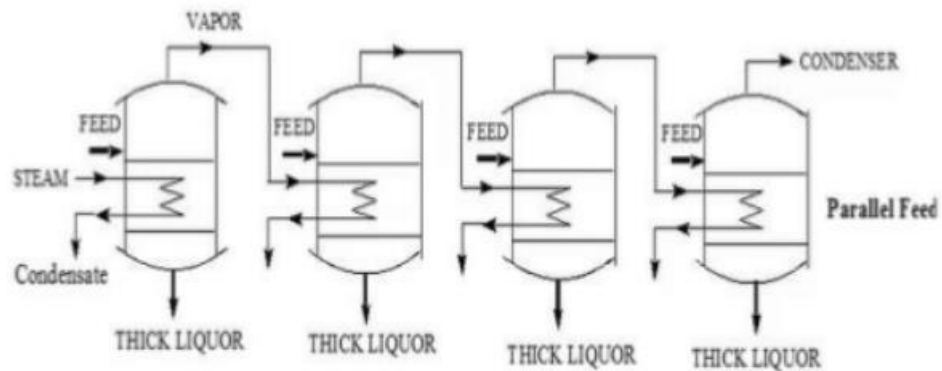 VAPOR
CONDENSER
FEED
FEED
FEED
FEED
STEAM
Parallel Feed
Condensate
THICK LIQUOR
THICK LIQUOR
THICK LIQUOR
THICK LIQUOR